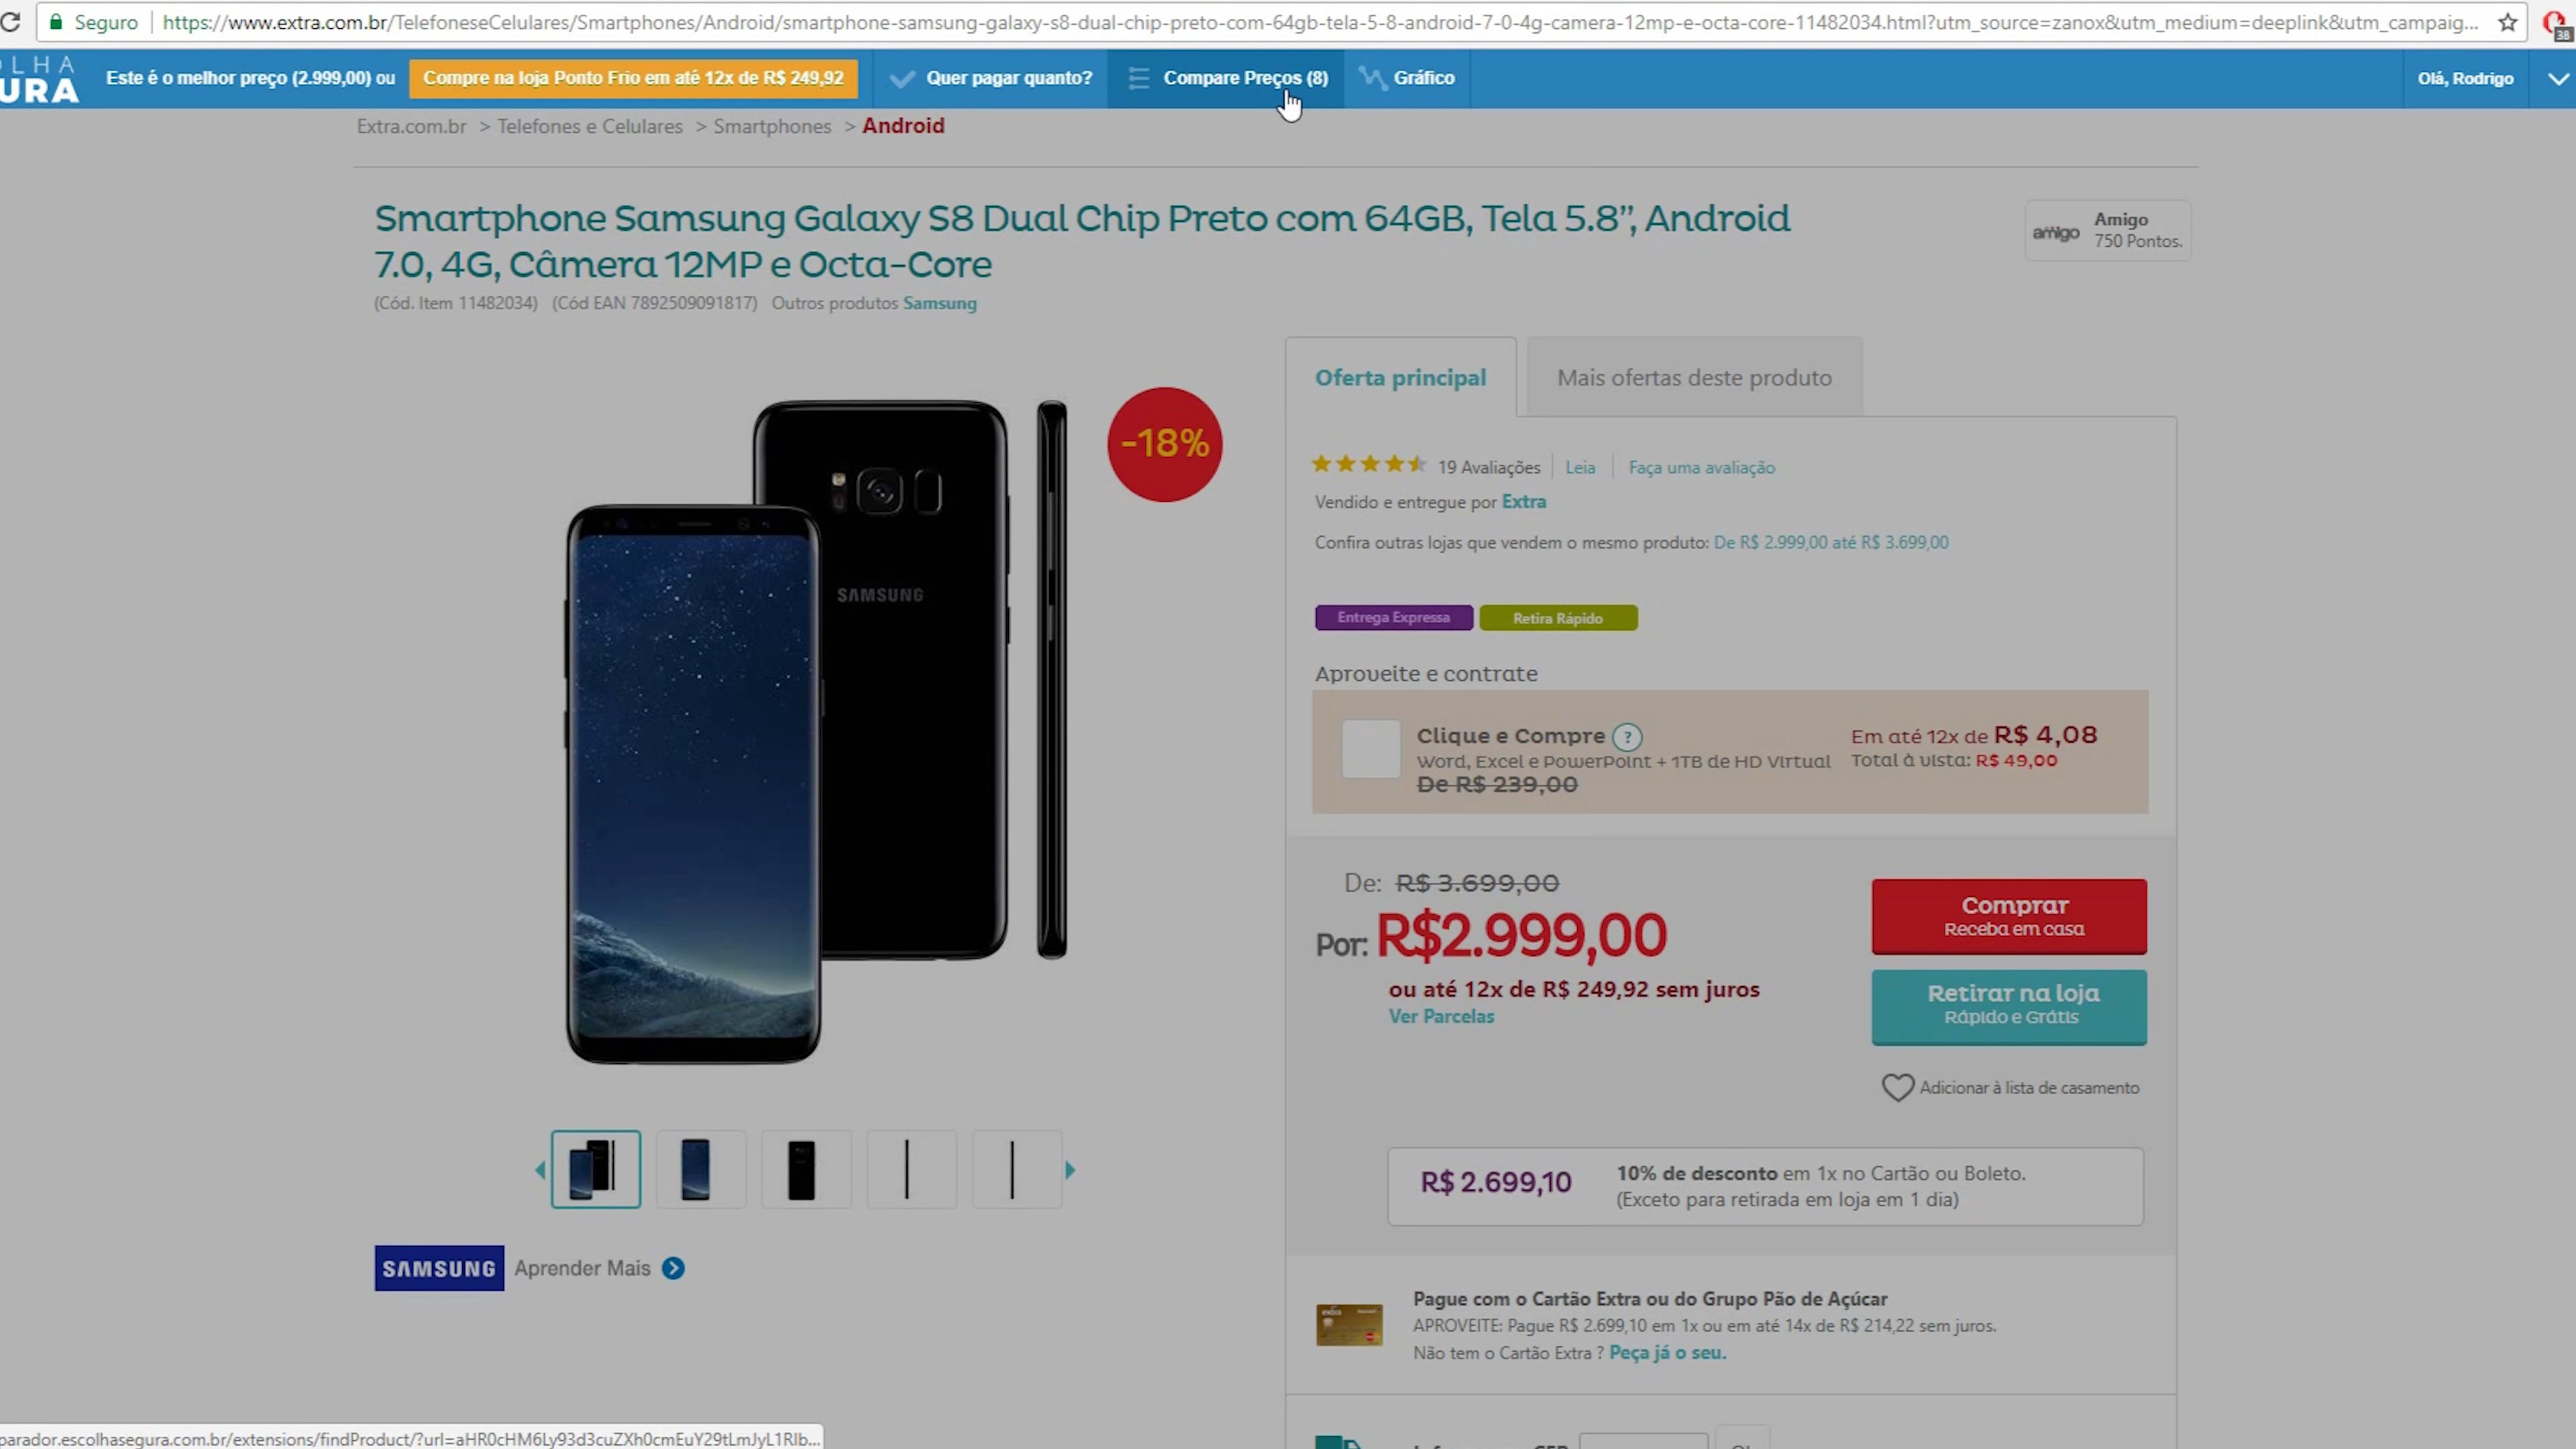 Seguro
https://www.extra.com.br/TelefoneseCelulares/Smartphones/Android/smartphone-samsung-galaxy-s8-dual-chip-preto-com-64gb-tela-5-8-android-7-0-4g-camera-12mp-e-octa-core-11482034.html?utm_source=zanox&utm_medium=deeplink&utm_campaig...
38
OLHA
URA
Este é o melhor preço (2.999,00) ou
Compre na loja Ponto Frio em até 12x de R$ 249,92
Quer pagar quanto?
Compare Preços (8)
Gráfico
Olá, Rodrigo
Extra.com.br > Telefones e Celulares > Smartphones > Android
Smartphone Samsung Galaxy S8 Dual Chip Preto com 64GB, Tela 5.8”, Android
7.0, 4G, Câmera 12MP e Octa-Core
(Cód. Item 11482034) (Cód EAN 7892509091817) Outros produtos Samsung
amigo
Amigo
750 Pontos.
-18%
SAMSUNG
Oferta principal
Mais ofertas deste produto
19 Avaliações
Leia
Faça uma avaliação
Vendido e entregue por Extra
Confira outras lojas que vendem o mesmo produto: De R$ 2.999,00 até R$ 3.699,00
Entrega Expressa
Retira Rápido
Aproveite e contrate
Clique e Compre ?
Word, Excel e PowerPoint + 1TB de HD Virtual
De R$ 239,00
Em até 12x de R$ 4,08
Total à vista: R$ 49,00
De: R$ 3.699,00
Por: R$2.999,00
ou até 12x de R$ 249,92 sem juros
Ver Parcelas
Comprar
Receba em casa
Retirar na loja
Rápido e Grátis
Adicionar à lista de casamento
R$ 2.699,10
10% de desconto em 1x no Cartão ou Boleto.
(Exceto para retirada em loja em 1 dia)
SAMSUNG
Aprender Mais
Pague com o Cartão Extra ou do Grupo Pão de Açúcar
APROVEITE: Pague R$ 2.699,10 em 1x ou em até 14x de R$ 214,22 sem juros.
Não tem o Cartão Extra ? Peça já o seu.
parador.escolhasegura.com.br/extensions/findProduct/?url=aHR0cHM6Ly93d3cuZXh0cmEuY29tLmJyL1RIb...